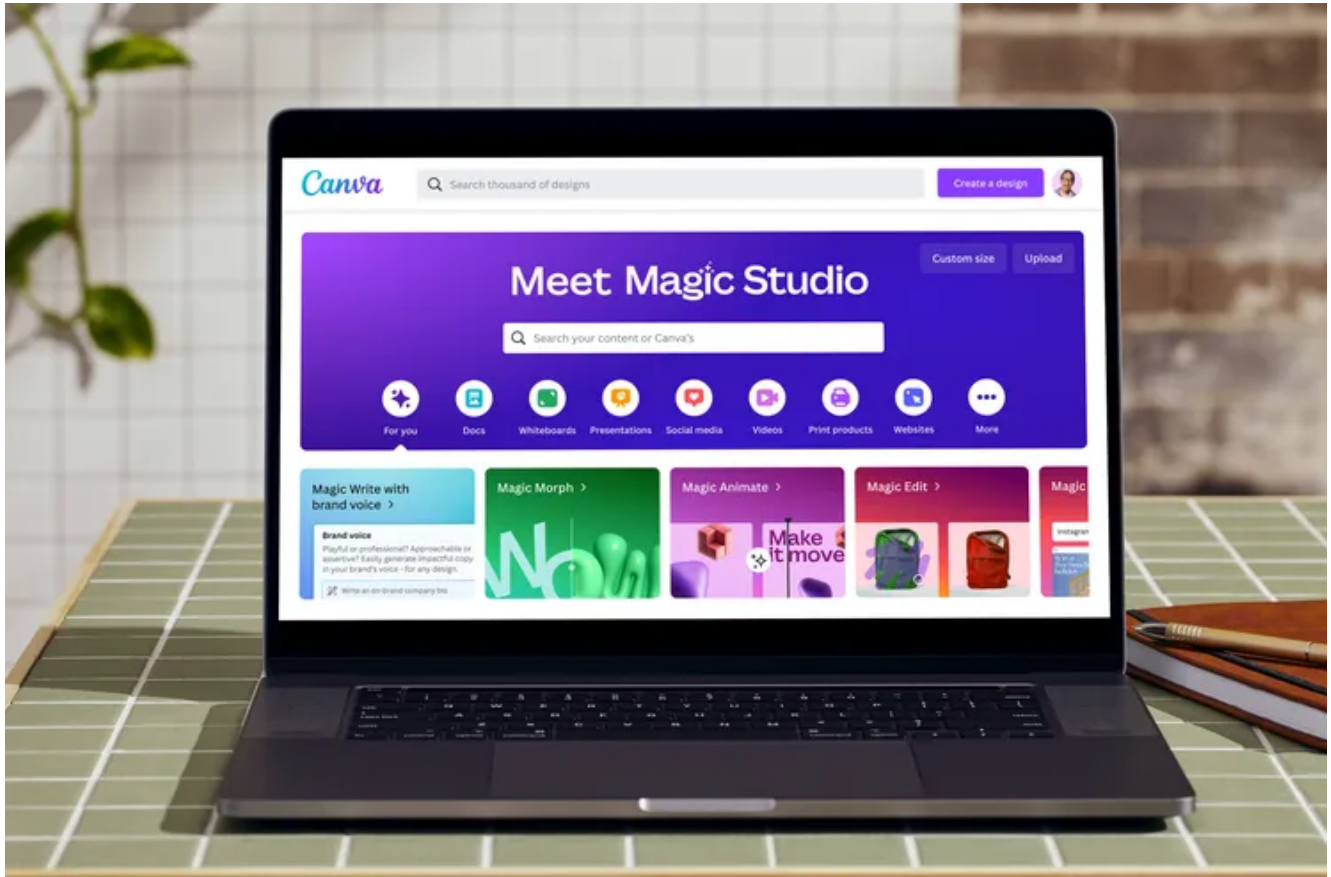 Canva
Search thousand of designs
Create a design
Custom size
Upload
Meet Magic Studio
Search your content or Canva's
For you
Docs
Whiteboards
Presentations
Social media
Videos
Print products
Websites
More
Magic Write with
brand voice >
Brand voice
Playful or professional? Approachable or
assertive? Easily generate impactful copy
in your brand's voice - for any design.
Write an on-brand company bio
Magic Morph >
Wow
Magic Animate >
Make
it move
Magic Edit >
Magic
Instagram